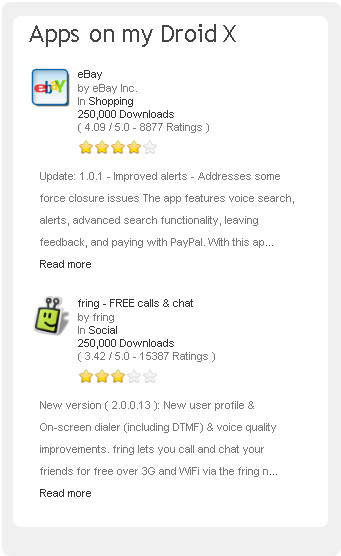 Apps on my Droid X
eBay
ebay
by eBay Inc.
In Shopping
250,000 Downloads
( 4.09 / 5.0 - 8877 Ratings )
Update: 1.0.1 - Improved alerts - Addresses some
force closure issues The app features voice search,
alerts, advanced search functionality, leaving
feedback, and paying with PayPal. With this ap...
Read more
fring - FREE calls & chat
by fring
In Social
250,000 Downloads
( 3.42 / 5.0 - 15387 Ratings )
New version ( 2.0.0.13 ): New user profile &
On-screen dialer (including DTMF) & voice quality
improvements. fring lets you call and chat your
friends for free over 3G and WiFi via the fring n...
Read more